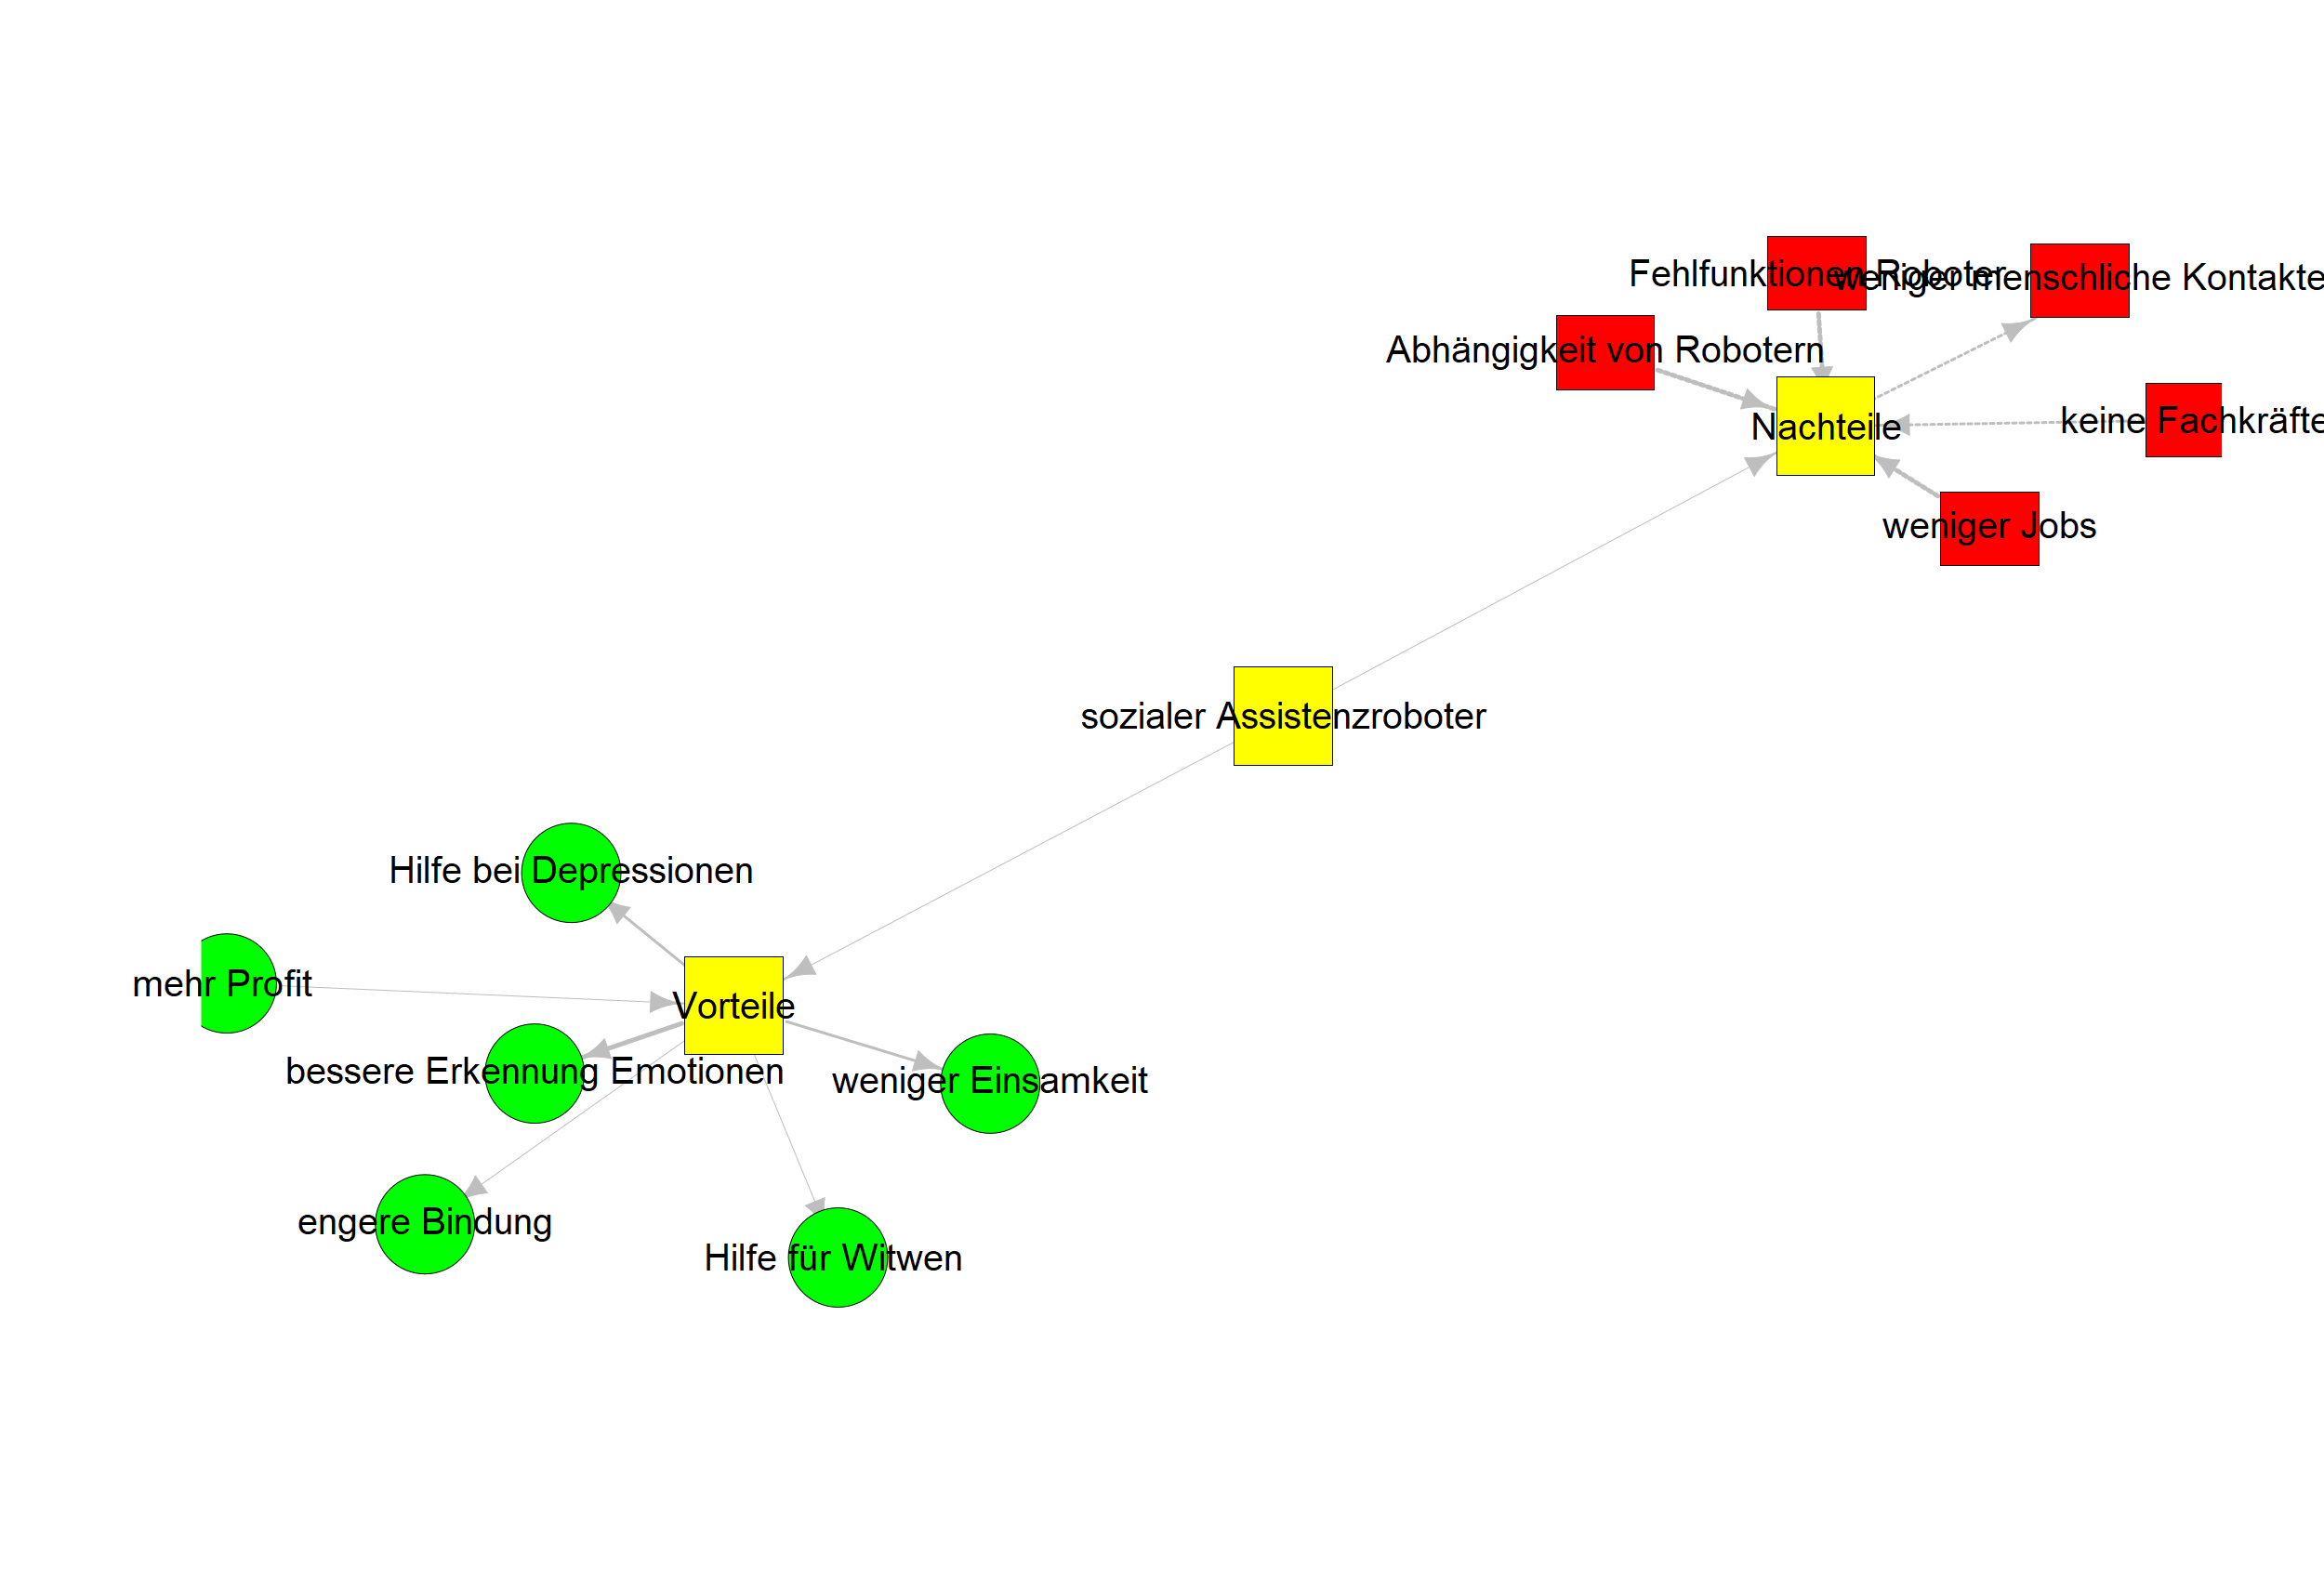 Fehlfunktionen Roboter
weniger menschliche Kontakte
Abhängigkeit von Robotern
Nachteile
keine Fachkräfte
weniger Jobs
sozialer Assistenzroboter
Hilfe bei Depressionen
mehr Profit
Vorteile
bessere Erkennung Emotionen
weniger Einsamkeit
engere Bindung
Hilfe für Witwen